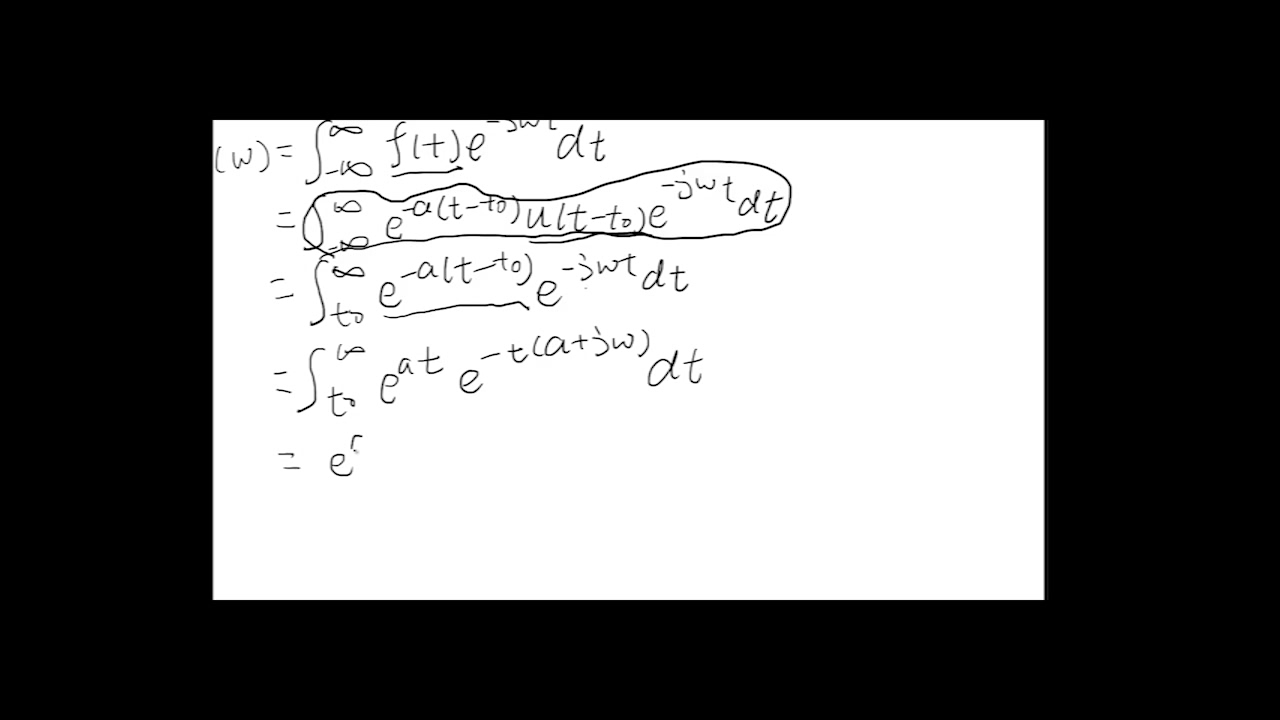 (w) = ∫_{-∞}^{∞} f(t) e^{-jwt} dt
= ∫_{-∞}^{∞} e^{-a(t-t₀)} u(t-t₀) e^{-jwt} dt
= ∫_{t₀}^{∞} e^{-a(t-t₀)} e^{-jwt} dt
= ∫_{t₀}^{∞} e^{at} e^{-t(a+jw)} dt
= e